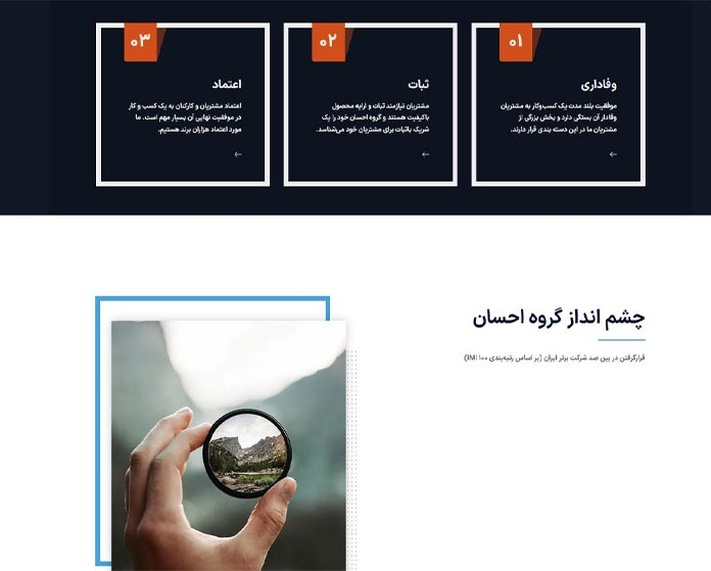 ۰۱
وفاداری
موفقیت بلند مدت یک کسب‌وکار به مشتریان
وفادار آن بستگی دارد و بخش بزرگی از
مشتریان ما در این دسته بندی قرار دارند.
۰۲
ثبات
مشتریان نیازمند ثبات و ارایه محصول
باکیفیت هستند و گروه احسان خود را یک
شریک باثبات برای مشتریان خود می‌شناسد.
۰۳
اعتماد
اعتماد مشتریان و کارکنان به یک کسب و کار
در موفقیت نهایی آن بسیار مهم است. ما
مورد اعتماد هزاران برند هستیم.
چشم انداز گروه احسان
قرارگرفتن در بین صد شرکت برتر ایران (بر اساس رتبه‌بندی IMI ۱۰۰)